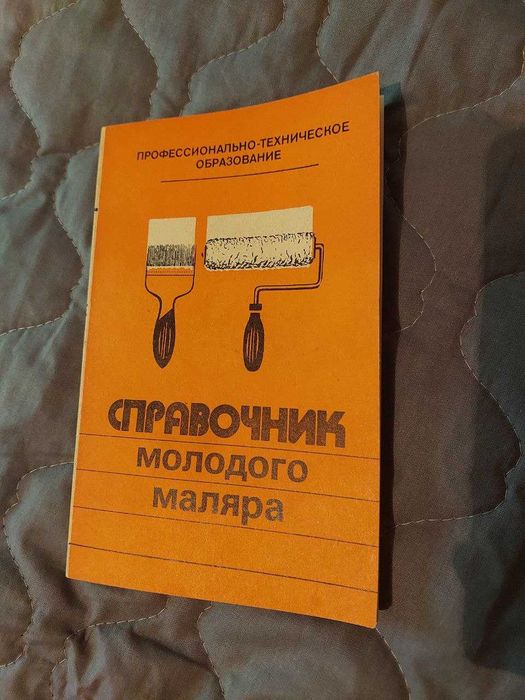 ПРОФЕССИОНАЛЬНО-ТЕХНИЧЕСКОЕ
ОБРАЗОВАНИЕ
СПРАВОЧНИК
молодого
маляра